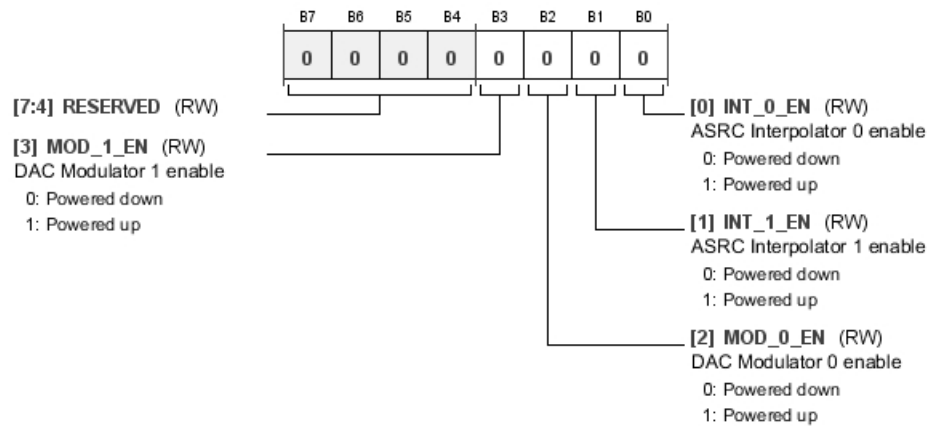 B7 B6 B5 B4 B3 B2 B1 B0
0 0 0 0 0 0 0 0
[7:4] RESERVED (RW)
[3] MOD_1_EN (RW)
DAC Modulator 1 enable
0: Powered down
1: Powered up
[0] INT_0_EN (RW)
ASRC Interpolator 0 enable
0: Powered down
1: Powered up
[1] INT_1_EN (RW)
ASRC Interpolator 1 enable
0: Powered down
1: Powered up
[2] MOD_0_EN (RW)
DAC Modulator 0 enable
0: Powered down
1: Powered up